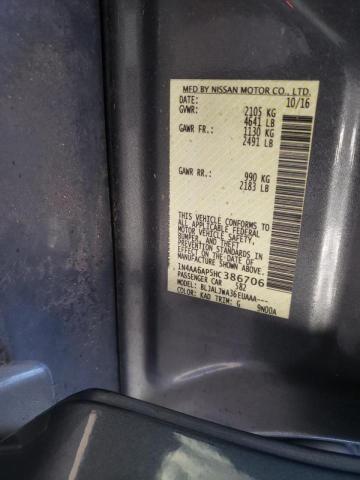 MFD BY NISSAN MOTOR CO., LTD.
DATE: 10/16
GVWR: 2105 KG
4641 LB
GAWR FR.: 1130 KG
2491 LB
GAWR RR.: 990 KG
2183 LB
THIS VEHICLE CONFORMS TO
ALL APPLICABLE FEDERAL
MOTOR VEHICLE SAFETY,
BUMPER, AND THEFT
PREVENTION STANDARDS
IN EFFECT ON THE DATE OF
MANUFACTURE SHOWN ABOVE.
1N4AA6AP5HC386706
PASSENGER CAR 5B2
MODEL: BLJALJWA36EUAAA----
COLOR: KAD TRIM: G 9N00A